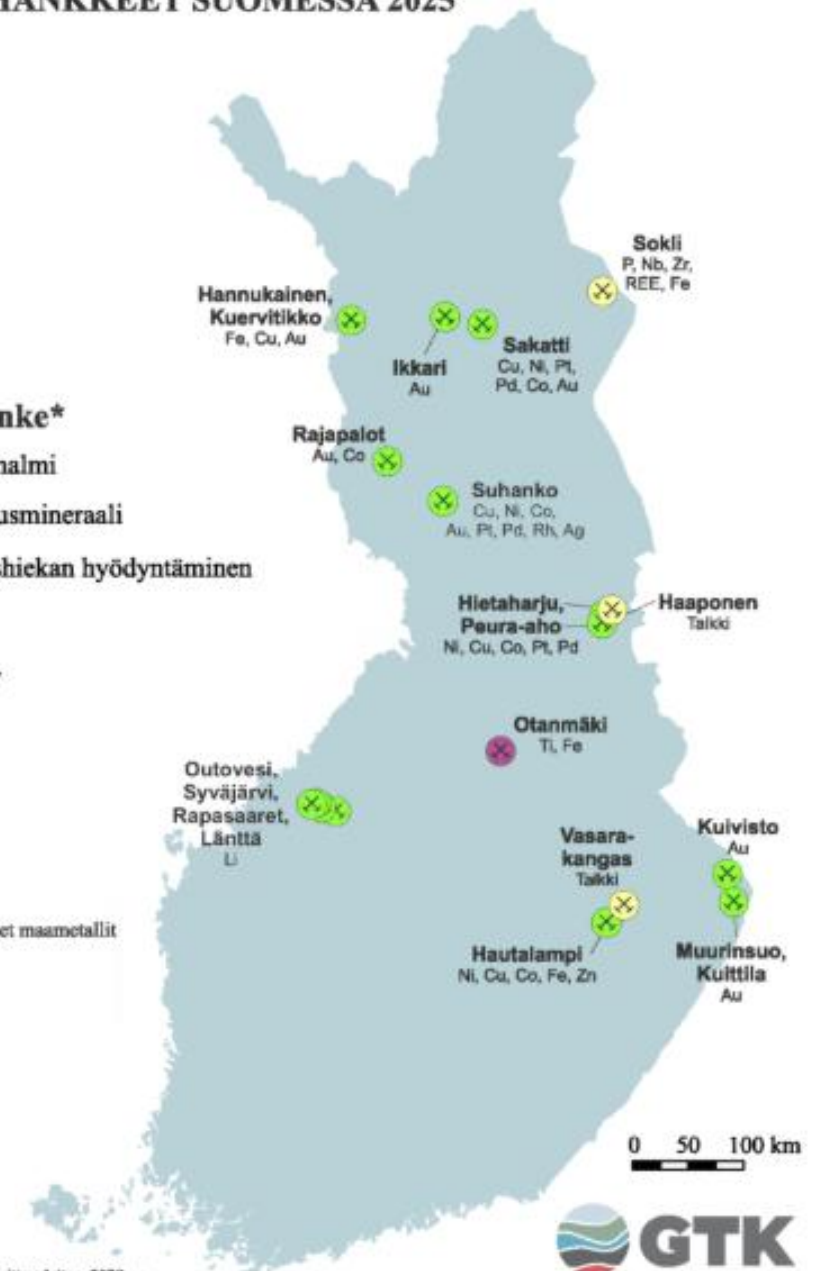 HANKKEET SUOMESSA 2025
Sokli
P, Nb, Zr,
REE, Fe
Hannukainen,
Kuervitikko
Fe, Cu, Au
Ikkari
Au
Sakatti
Cu, Ni, Pt,
Pd, Co, Au
nke*
Rajapalot
Au, Co
malmi
Suhanko
Cu, Ni, Co,
Au, Pt, Pd, Rh, Ag
usmineraali
hiekan hyödyntäminen
Hietaharju,
Peura-aho
Ni, Cu, Co, Pt, Pd
Haaponen
Talkki
Otanmäki
Ti, Fe
Outovesi,
Syväjärvi,
Rapasaaret,
Länttä
Li
Kuivisto
Au
Vasara-
kangas
Talkki
et maametallit
Hautalampi
Ni, Cu, Co, Fe, Zn
Muurinsuo,
Kuittila
Au
0 50 100 km
GTK